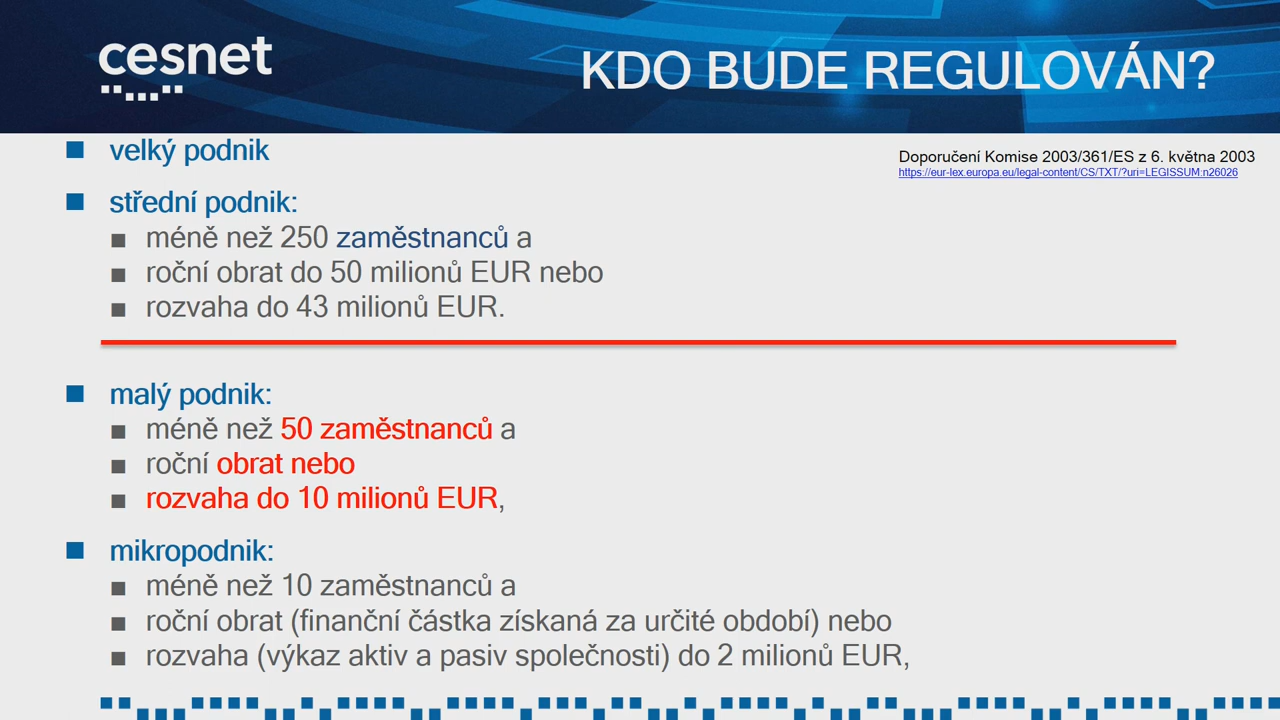 cesnet
KDO BUDE REGULOVÁN?
velký podnik
Doporučení Komise 2003/361/ES z 6. května 2003
https://eur-lex.europa.eu/legal-content/CS/TXT/?uri=LEGISSUM:n26026
střední podnik:
méně než 250 zaměstnanců a
roční obrat do 50 milionů EUR nebo
rozvaha do 43 milionů EUR.
malý podnik:
méně než 50 zaměstnanců a
roční obrat nebo
rozvaha do 10 milionů EUR,
mikropodnik:
méně než 10 zaměstnanců a
roční obrat (finanční částka získaná za určité období) nebo
rozvaha (výkaz aktiv a pasiv společnosti) do 2 milionů EUR,